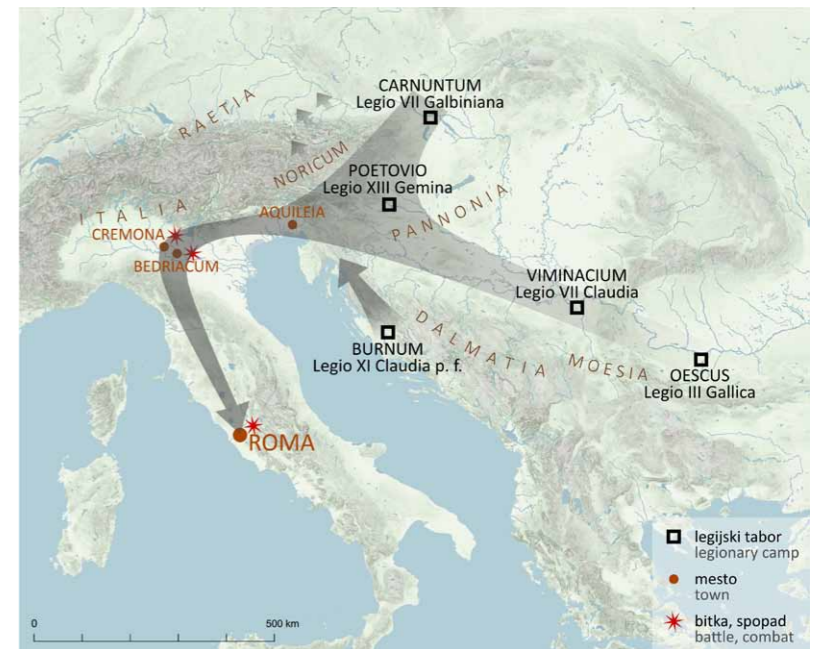 CARNUNTUM
Legio VII Galbiniana
RAETIA
NORICUM
POETOVIO
Legio XIII Gemina
ITALIA
AQUILEIA
PANNONIA
CREMONA
BEDRIACUM
VIMINACIUM
Legio VII Claudia
DALMATIA
MOESIA
BURNUM
Legio XI Claudia p. f.
OESCUS
Legio III Gallica
ROMA
legijski tabor
legionary camp
mesto
town
bitka, spopad
battle, combat
0
500 km